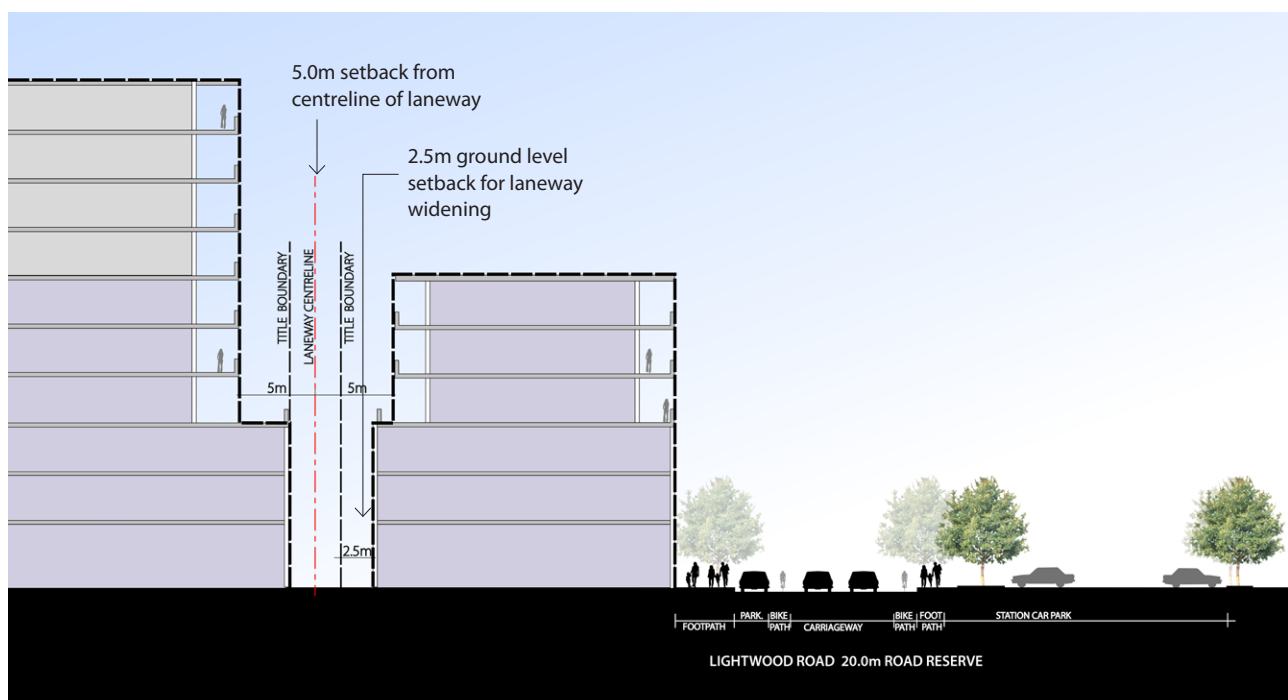 5.0m setback from
centreline of laneway
2.5m ground level
setback for laneway
widening
TITLE BOUNDARY
LANEWAY CENTRELINE
TITLE BOUNDARY
5m
5m
2.5m
FOOTPATH
PARK.
BIKE
PATH
CARRIAGEWAY
BIKE
PATH
FOOT
PATH
STATION CAR PARK
LIGHTWOOD ROAD 20.0m ROAD RESERVE